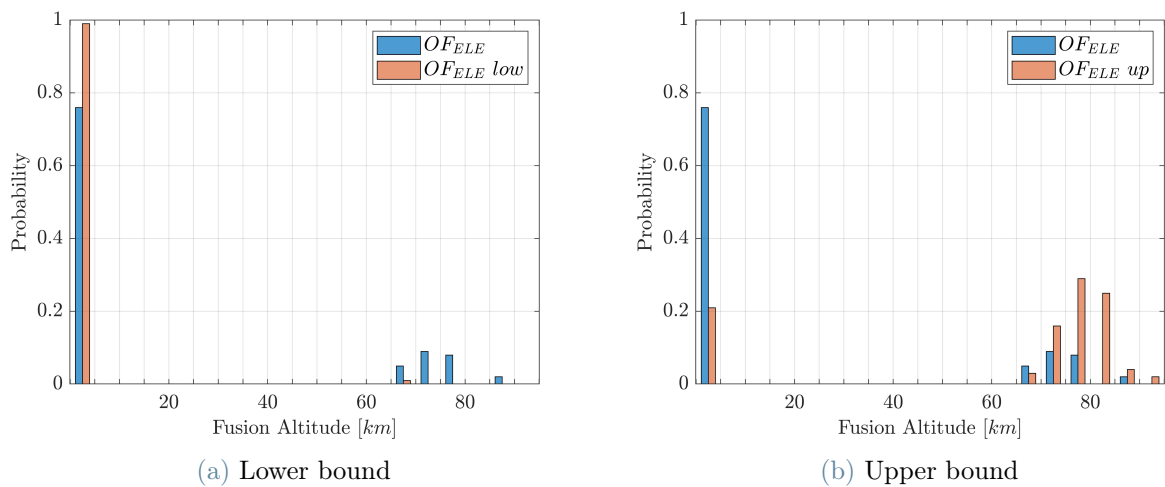 1
0.8
0.6
0.4
0.2
0
Probability
20 40 60 80
Fusion Altitude [km]
OF_ELE
OF_ELE low
(a) Lower bound
1
0.8
0.6
0.4
0.2
0
Probability
20 40 60 80
Fusion Altitude [km]
OF_ELE
OF_ELE up
(b) Upper bound